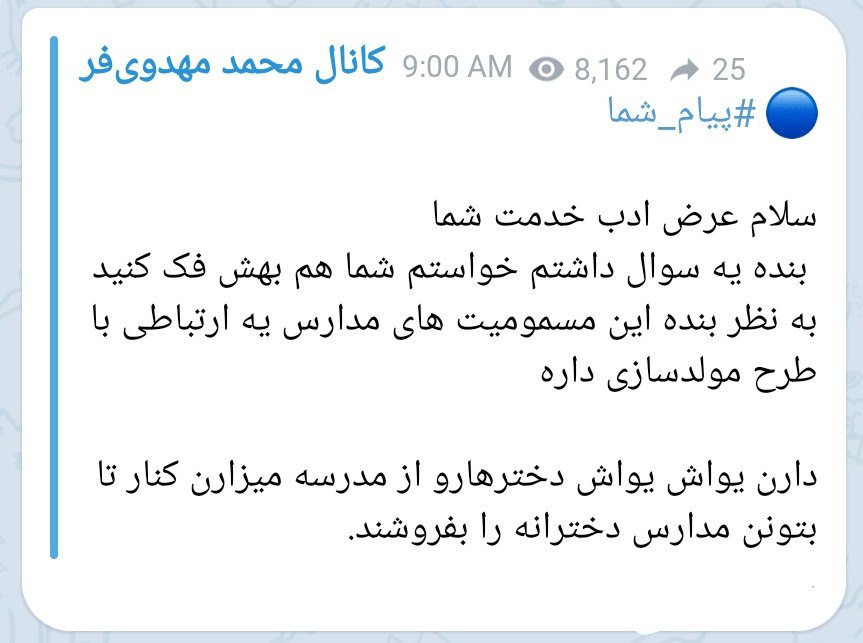 کانال محمد مهدوی‌فر 9:00 AM 8,162 25
#پیام_شما
سلام عرض ادب خدمت شما
بنده یه سوال داشتم خواستم شما هم بهش فک کنید
به نظر بنده این مسمومیت های مدارس یه ارتباطی با
طرح مولدسازی داره
دارن یواش یواش دخترهارو از مدرسه میزارن کنار تا
بتونن مدارس دخترانه را بفروشند.